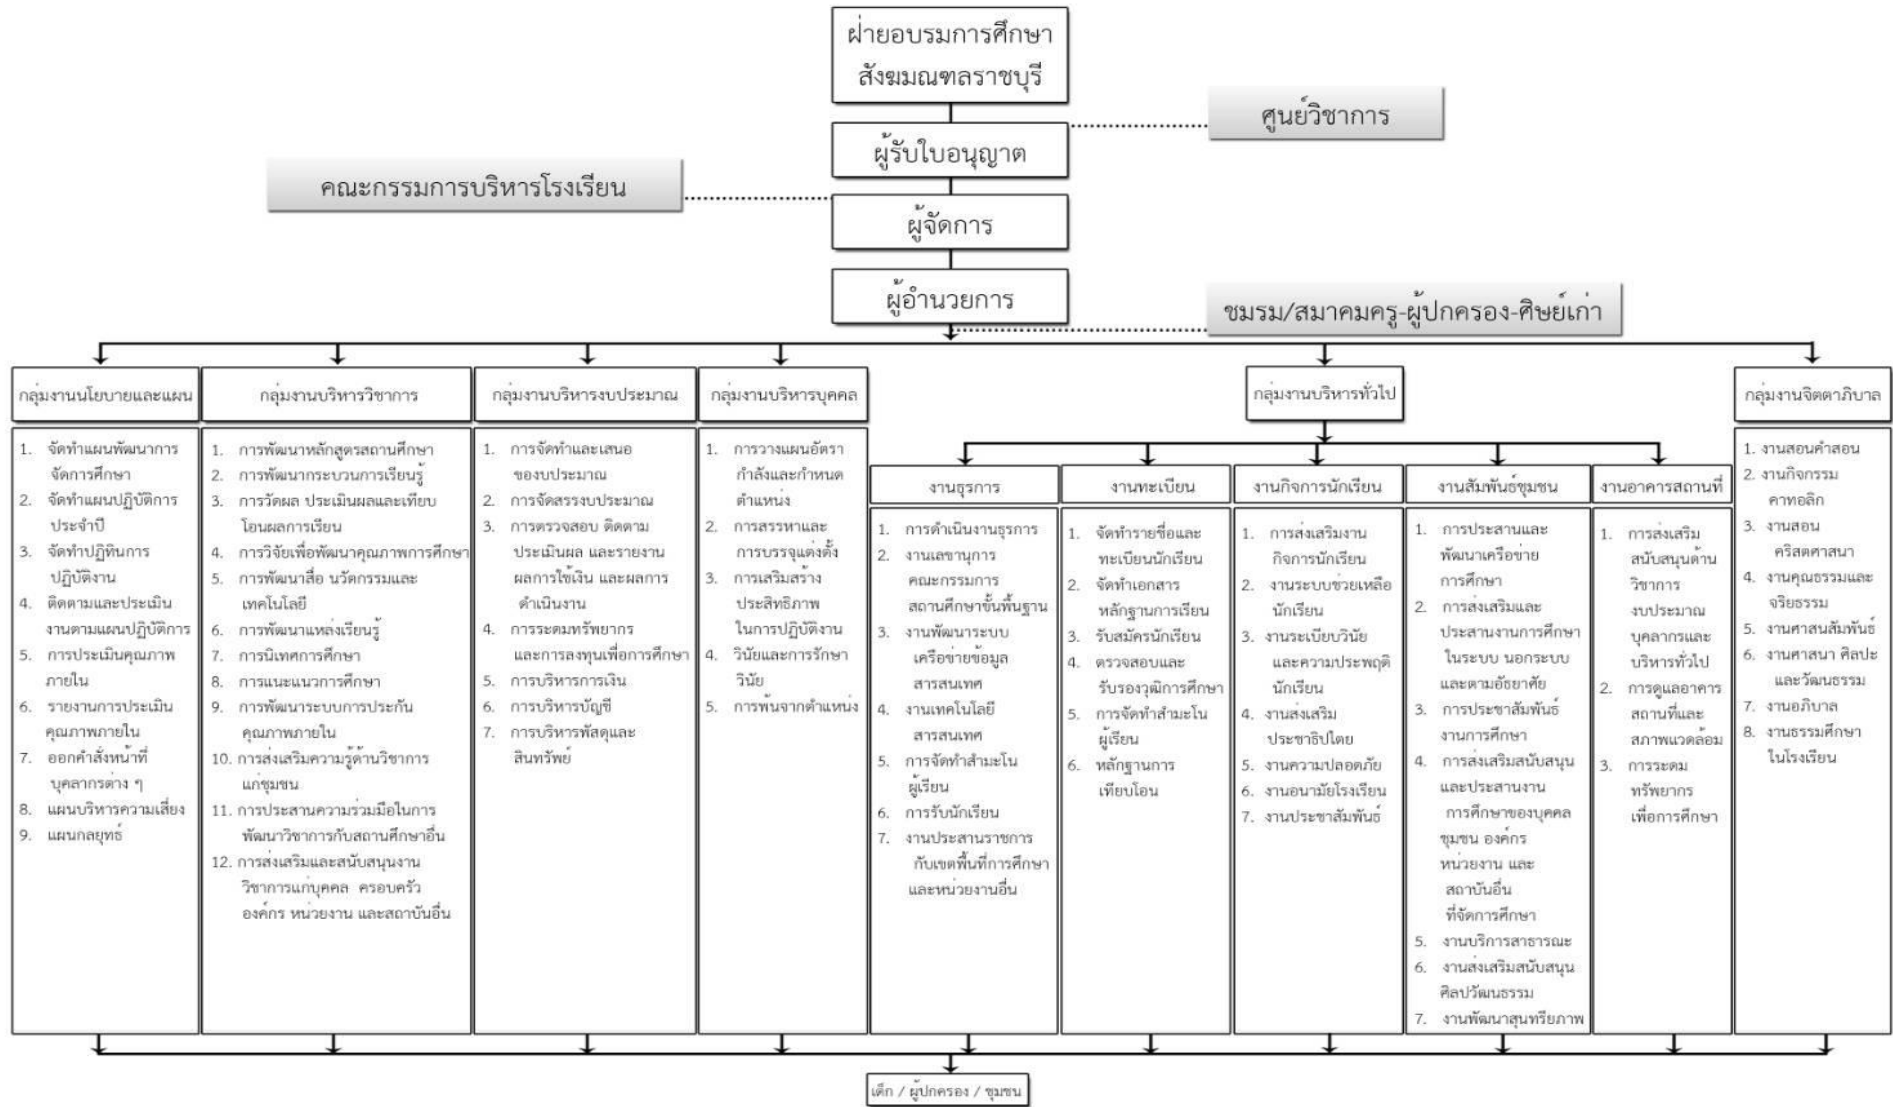 ฝ่ายอบรมการศึกษา
สังฆมณฑลราชบุรี
ศูนย์วิชาการ
ผู้รับใบอนุญาต
คณะกรรมการบริหารโรงเรียน
ผู้จัดการ
ผู้อำนวยการ
ชมรม/สมาคมครู-ผู้ปกครอง-ศิษย์เก่า
กลุ่มงานนโยบายและแผน
1. จัดทำแผนพัฒนาการ
จัดการศึกษา
2. จัดทำแผนปฏิบัติการ
ประจำปี
3. จัดทำปฏิทินการ
ปฏิบัติงาน
4. ติดตามและประเมิน
งานตามแผนปฏิบัติการ
5. การประเมินคุณภาพ
ภายใน
6. รายงานการประเมิน
คุณภาพภายใน
7. ออกคำสั่งหน้าที่
บุคลากรต่าง ๆ
8. แผนบริหารความเสี่ยง
9. แผนกลยุทธ์
กลุ่มงานบริหารวิชาการ
1. การพัฒนาหลักสูตรสถานศึกษา
2. การพัฒนากระบวนการเรียนรู้
3. การวัดผล ประเมินผลและเทียบ
โอนผลการเรียน
4. การวิจัยเพื่อพัฒนาคุณภาพการศึกษา
5. การพัฒนาสื่อ นวัตกรรมและ
เทคโนโลยี
6. การพัฒนาแหล่งเรียนรู้
7. การนิเทศการศึกษา
8. การแนะแนวการศึกษา
9. การพัฒนาระบบการประกัน
คุณภาพภายใน
10. การส่งเสริมความรู้ด้านวิชาการ
แก่ชุมชน
11. การประสานความร่วมมือในการ
พัฒนาวิชาการกับสถานศึกษาอื่น
12. การส่งเสริมและสนับสนุนงาน
วิชาการแก่บุคคล ครอบครัว
องค์กร หน่วยงาน และสถาบันอื่น
กลุ่มงานบริหารงบประมาณ
1. การจัดทำและเสนอ
ของบประมาณ
2. การจัดสรรงบประมาณ
3. การตรวจสอบ ติดตาม
ประเมินผล และรายงาน
ผลการใช้เงิน และผลการ
ดำเนินงาน
4. การระดมทรัพยากร
และการลงทุนเพื่อการศึกษา
5. การบริหารการเงิน
6. การบริหารบัญชี
7. การบริหารพัสดุและ
สินทรัพย์
กลุ่มงานบริหารบุคคล
1. การวางแผนอัตรา
กำลังและกำหนด
ตำแหน่ง
2. การสรรหาและ
การบรรจุแต่งตั้ง
3. การเสริมสร้าง
ประสิทธิภาพ
ในการปฏิบัติงาน
4. วินัยและการรักษา
วินัย
5. การพ้นจากตำแหน่ง
กลุ่มงานบริหารทั่วไป
งานธุรการ
1. การดำเนินงานธุรการ
2. งานเลขานุการ
คณะกรรมการ
สถานศึกษาขั้นพื้นฐาน
3. งานพัฒนาระบบ
เครือข่ายข้อมูล
สารสนเทศ
4. งานเทคโนโลยี
สารสนเทศ
5. การจัดทำสำมะโน
ผู้เรียน
6. การรับนักเรียน
7. งานประสานราชการ
กับเขตพื้นที่การศึกษา
และหน่วยงานอื่น
งานทะเบียน
1. จัดทำรายชื่อและ
ทะเบียนนักเรียน
2. จัดทำเอกสาร
หลักฐานการเรียน
3. รับสมัครนักเรียน
4. ตรวจสอบและ
รับรองวุฒิการศึกษา
5. การจัดทำสำมะโน
ผู้เรียน
6. หลักฐานการ
เทียบโอน
งานกิจการนักเรียน
1. การส่งเสริมงาน
กิจการนักเรียน
2. งานระบบช่วยเหลือ
นักเรียน
3. งานระเบียบวินัย
และความประพฤติ
นักเรียน
4. งานส่งเสริม
ประชาธิปไตย
5. งานความปลอดภัย
6. งานอนามัยโรงเรียน
7. งานประชาสัมพันธ์
งานสัมพันธ์ชุมชน
1. การประสานและ
พัฒนาเครือข่าย
การศึกษา
2. การส่งเสริมและ
ประสานงานการศึกษา
ในระบบ นอกระบบ
และตามอัธยาศัย
3. การประชาสัมพันธ์
งานการศึกษา
4. การส่งเสริมสนับสนุน
และประสานงาน
การศึกษาของบุคคล
ชุมชน องค์กร
หน่วยงาน และ
สถาบันอื่น
ที่จัดการศึกษา
5. งานบริการสาธารณะ
6. งานส่งเสริมสนับสนุน
ศิลปวัฒนธรรม
7. งานพัฒนาสุนทรียภาพ
งานอาคารสถานที่
1. การส่งเสริม
สนับสนุนด้าน
วิชาการ
งบประมาณ
บุคลากรและ
บริหารทั่วไป
2. การดูแลอาคาร
สถานที่และ
สภาพแวดล้อม
3. การระดม
ทรัพยากร
เพื่อการศึกษา
กลุ่มงานจิตตาภิบาล
1. งานสอนคำสอน
2. งานกิจกรรม
คาทอลิก
3. งานสอน
คริสตศาสนา
4. งานคุณธรรมและ
จริยธรรม
5. งานศาสนสัมพันธ์
6. งานศาสนา ศิลปะ
และวัฒนธรรม
7. งานอภิบาล
8. งานธรรมศึกษา
ในโรงเรียน
เด็ก / ผู้ปกครอง / ชุมชน